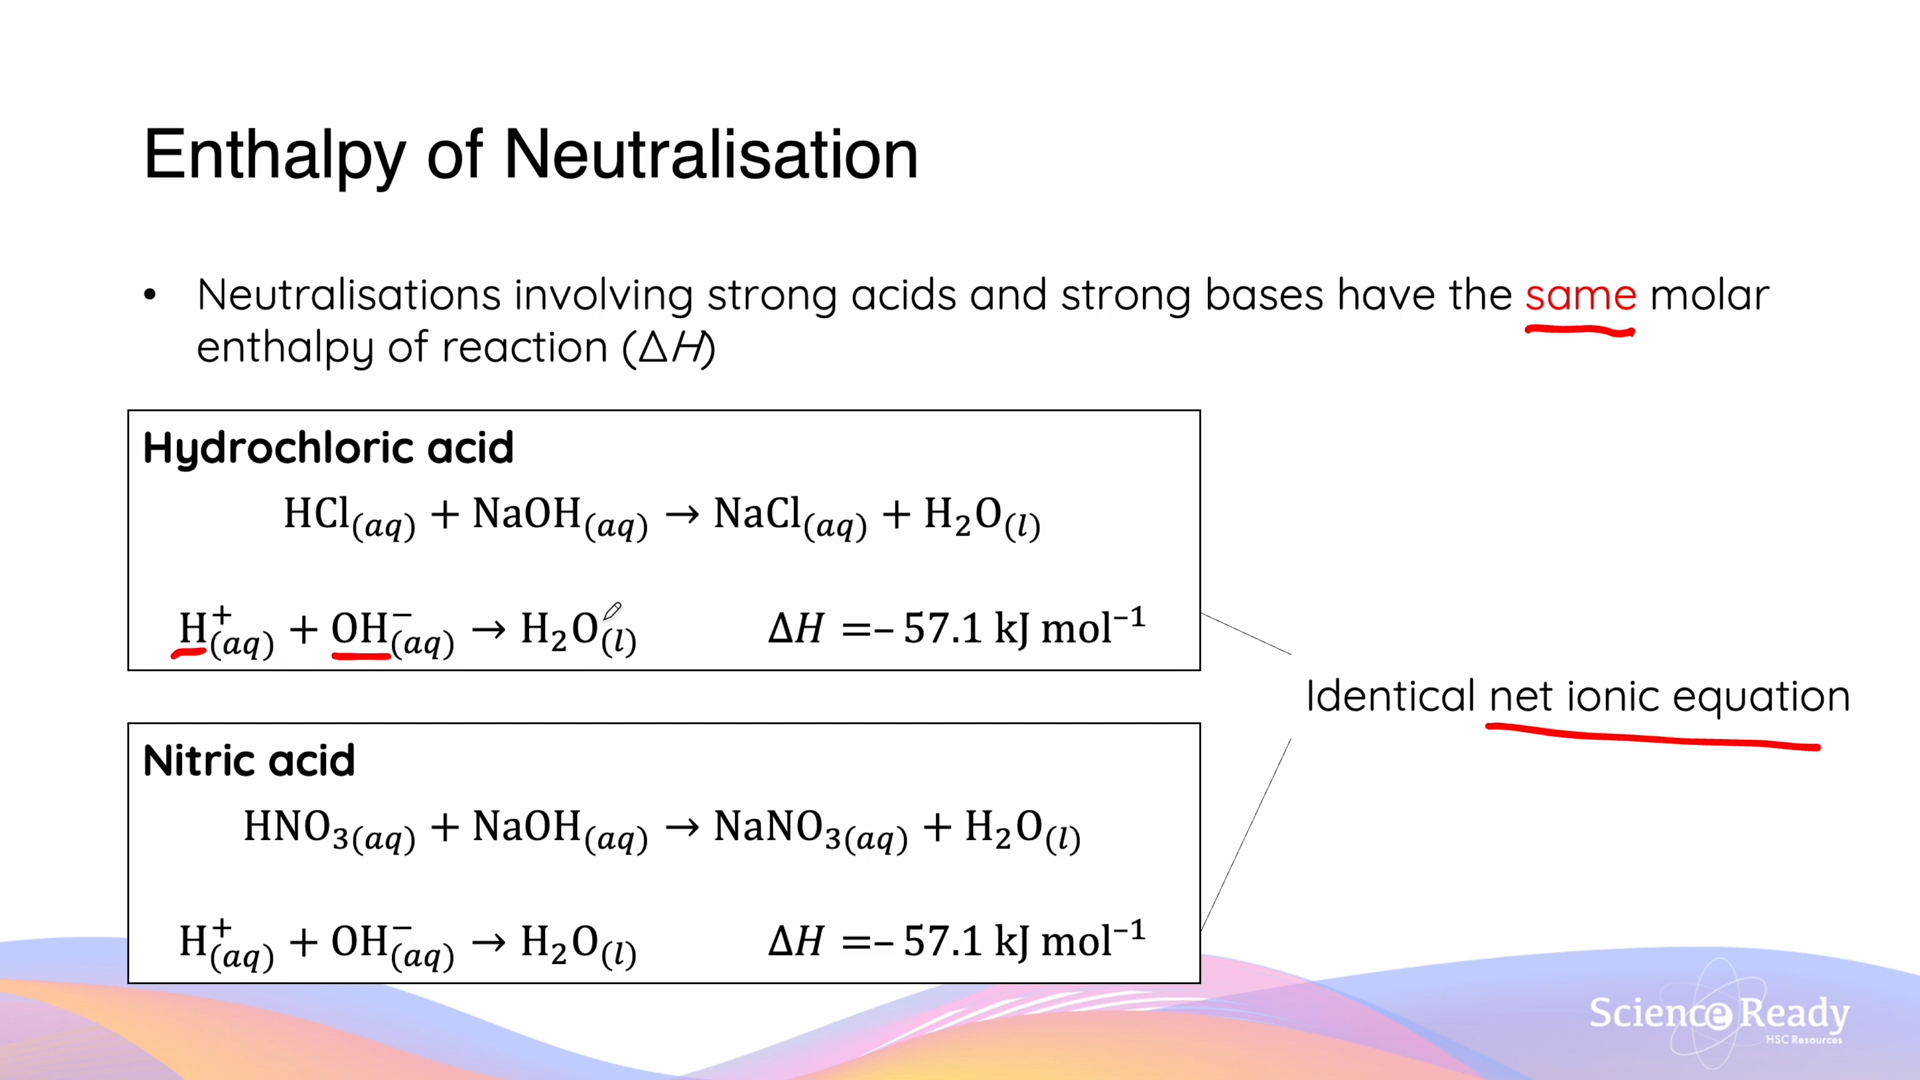 Enthalpy of Neutralisation
• Neutralisations involving strong acids and strong bases have the same molar
enthalpy of reaction (ΔH)
Hydrochloric acid
HCl(aq) + NaOH(aq) → NaCl(aq) + H₂O(l)
H⁺(aq) + OH⁻(aq) → H₂O(l) ΔH =– 57.1 kJ mol⁻¹
Identical net ionic equation
Nitric acid
HNO₃(aq) + NaOH(aq) → NaNO₃(aq) + H₂O(l)
H⁺(aq) + OH⁻(aq) → H₂O(l) ΔH =– 57.1 kJ mol⁻¹
Science Ready
HSC Resources